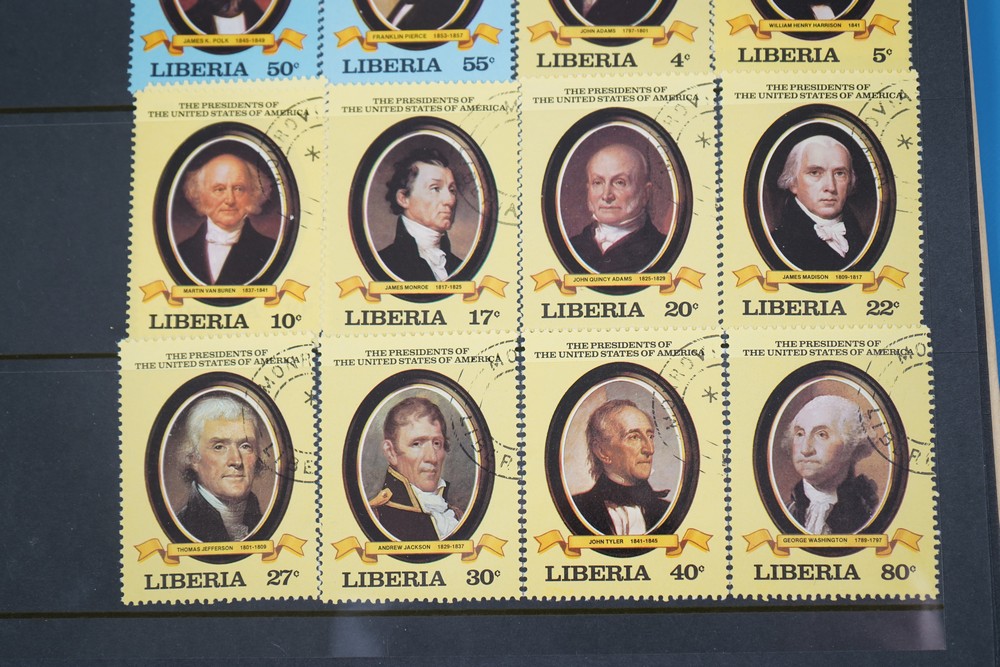 JAMES K. POLK 1845-1849
LIBERIA 50c
FRANKLIN PIERCE 1853-1857
LIBERIA 55c
JOHN ADAMS 1797-1801
LIBERIA 4c
WILLIAM HENRY HARRISON 1841
LIBERIA 5c
THE PRESIDENTS OF
THE UNITED STATES OF AMERICA
MARTIN VAN BUREN 1837-1841
LIBERIA 10c
THE PRESIDENTS OF
THE UNITED STATES OF AMERICA
JAMES MONROE 1817-1825
LIBERIA 17c
THE PRESIDENTS OF
THE UNITED STATES OF AMERICA
JOHN QUINCY ADAMS 1825-1829
LIBERIA 20c
THE PRESIDENTS OF
THE UNITED STATES OF AMERICA
JAMES MADISON 1809-1817
LIBERIA 22c
THE PRESIDENTS OF
THE UNITED STATES OF AMERICA
THOMAS JEFFERSON 1801-1809
LIBERIA 27c
THE PRESIDENTS OF
THE UNITED STATES OF AMERICA
ANDREW JACKSON 1829-1837
LIBERIA 30c
THE PRESIDENTS OF
THE UNITED STATES OF AMERICA
JOHN TYLER 1841-1845
LIBERIA 40c
THE PRESIDENTS OF
THE UNITED STATES OF AMERICA
GEORGE WASHINGTON 1789-1797
LIBERIA 80c